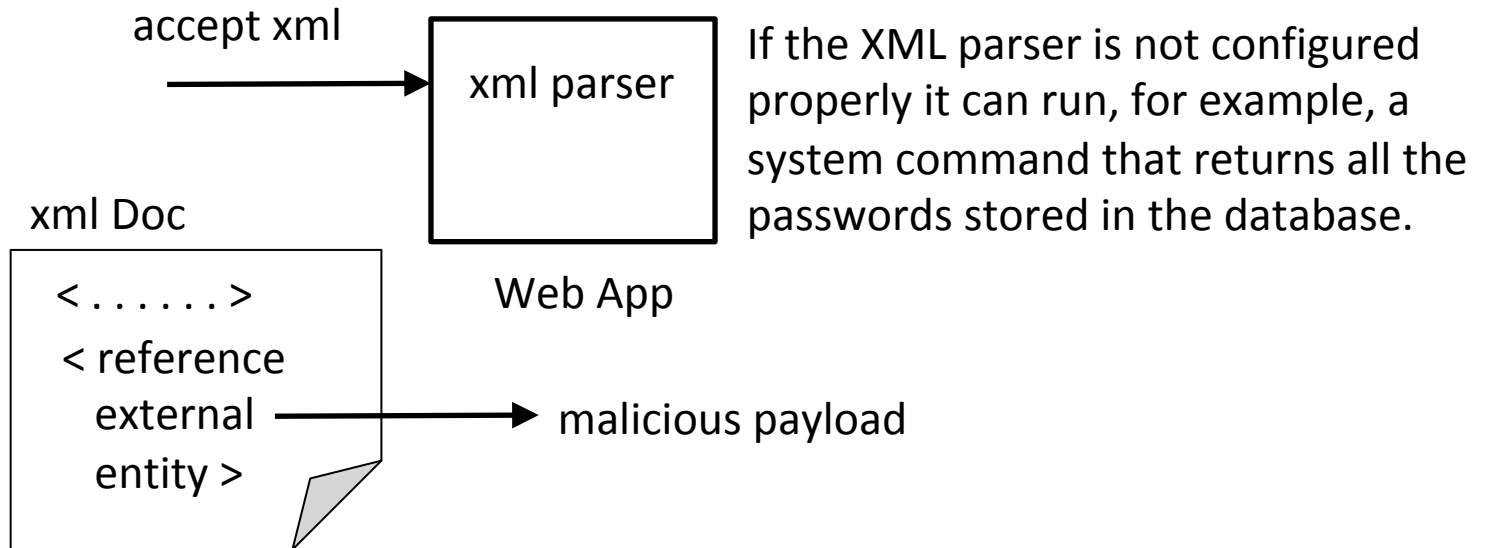 accept xml
xml parser
Web App
If the XML parser is not configured
properly it can run, for example, a
system command that returns all the
passwords stored in the database.
xml Doc
< . . . . . . >
< reference
external
entity >
malicious payload